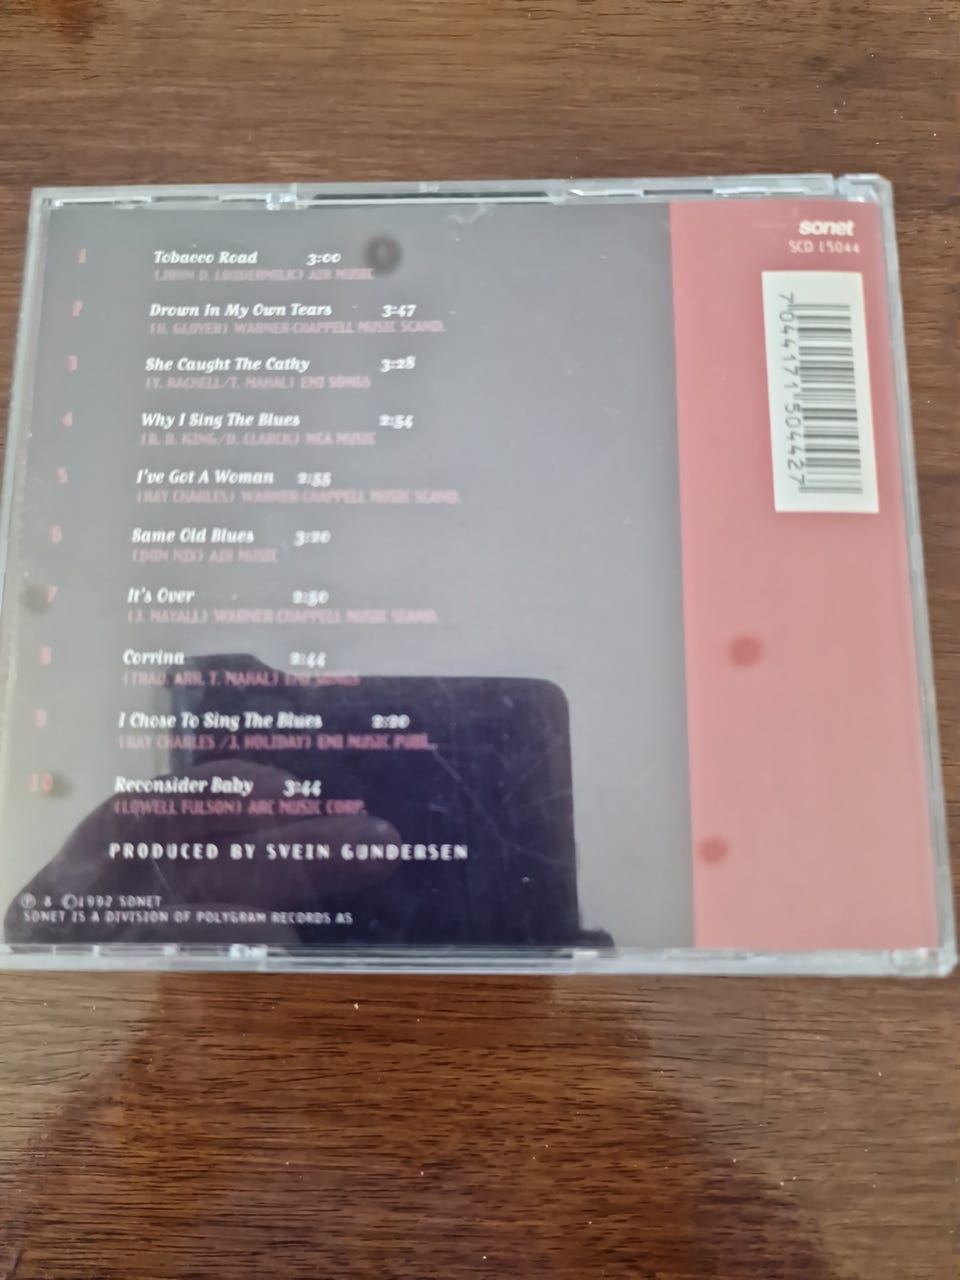 1 Tobacco Road 3:00
(JOHN D. LOUDERMILK) AIR MUSIC
2 Drown In My Own Tears 3:47
(H. GLOVER) WARNER CHAPPELL MUSIC SCAND.
3 She Caught The Cathy 3:28
(Y. RACHELL/T. MAHAL) EMI SONGS
4 Why I Sing The Blues 2:54
(B. B. KING/D. CLARCK) MCA MUSIC
5 I've Got A Woman 2:55
(RAY CHARLES) WARNER CHAPPELL MUSIC SCAND.
6 Same Old Blues 3:20
(DON NIX) AIR MUSIC
7 It's Over 2:50
(J. MAYALL) WARNER CHAPPELL MUSIC SCAND.
8 Corrina 2:44
(TRAD. ARR. T. MAHAL) EMI SONGS
9 I Chose To Sing The Blues 2:20
(RAY CHARLES /J. HOLIDAY) EMI MUSIC PUBL.
10 Reconsider Baby 3:44
(LOWELL FULSON) ARC MUSIC CORP.
PRODUCED BY SVEIN GUNDERSEN
Ⓟ & ©1992 SONET
SONET IS A DIVISION OF POLYGRAM RECORDS AS
sonet
SCD 15044
7044171504427